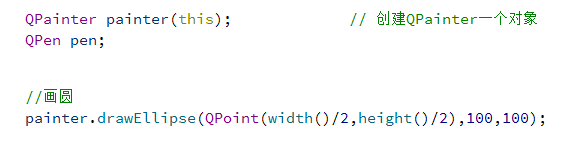 QPainter painter(this);               // 创建QPainter一个对象
QPen pen;
//画圆
painter.drawEllipse(QPoint(width()/2,height()/2),100,100);